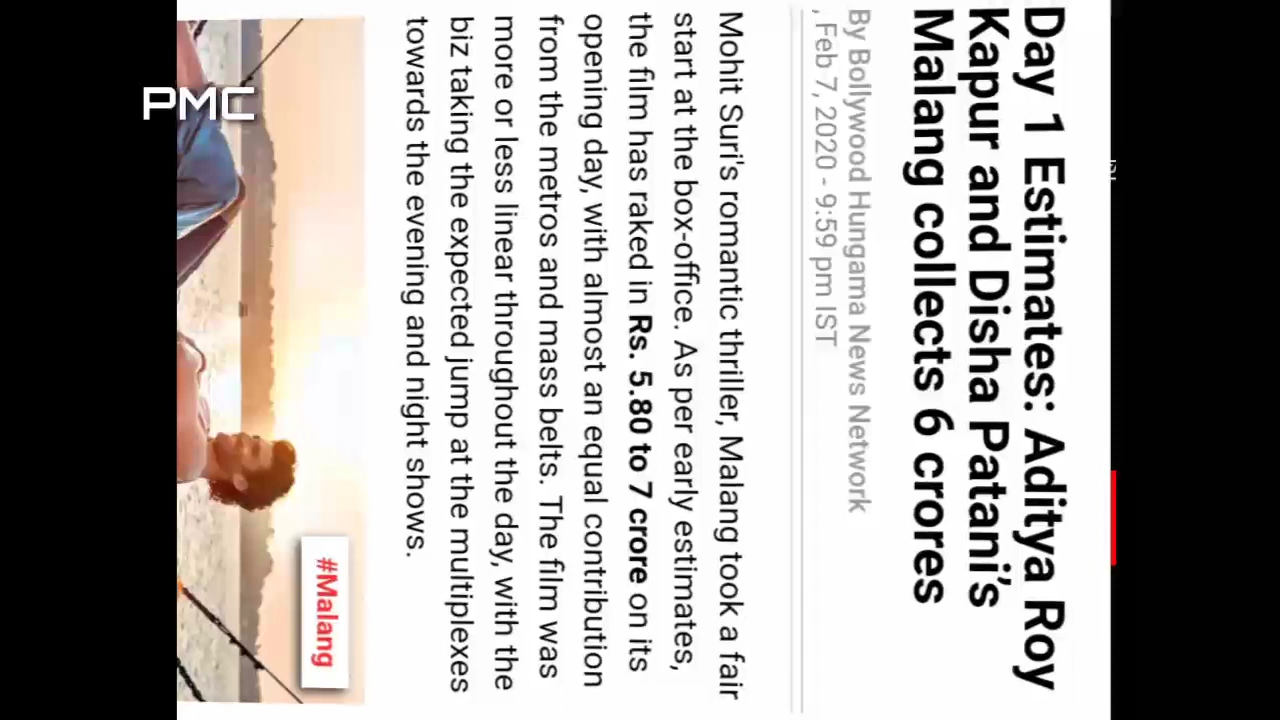 Day 1 Estimates: Aditya Roy
Kapur and Disha Patani's
Malang collects 6 crores
By Bollywood Hungama News Network
, Feb 7, 2020 - 9:59 pm IST
Mohit Suri's romantic thriller, Malang took a fair
start at the box-office. As per early estimates,
the film has raked in Rs. 5.80 to 7 crore on its
opening day, with almost an equal contribution
from the metros and mass belts. The film was
more or less linear throughout the day, with the
biz taking the expected jump at the multiplexes
towards the evening and night shows.
#Malang
PMC